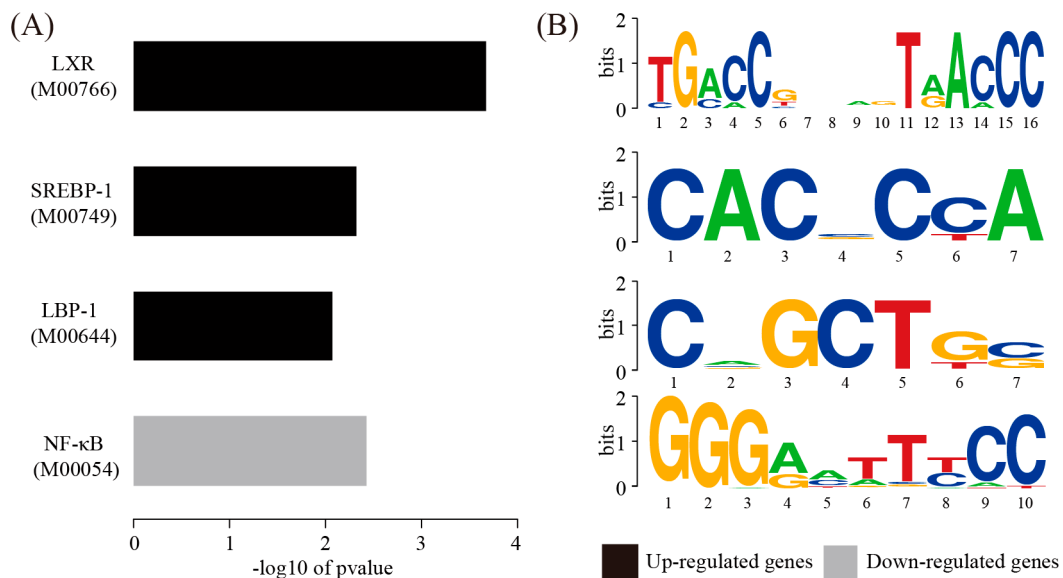 (A)
LXR
(M00766)
SREBP-1
(M00749)
LBP-1
(M00644)
NF-κB
(M00054)
0 1 2 3 4
-log10 of pvalue
(B)
2
1
0
bits
T G A C C G T A A C C C
C C A T A G G A
1 2 3 4 5 6 7 8 9 10 11 12 13 14 15 16
2
1
0
bits
C A C C C A
T
1 2 3 4 5 6 7
2
1
0
bits
C A G C T G C
T G
1 2 3 4 5 6 7
2
1
0
bits
G G G A A T T T C C
G C A C A T
1 2 3 4 5 6 7 8 9 10
Up-regulated genes
Down-regulated genes